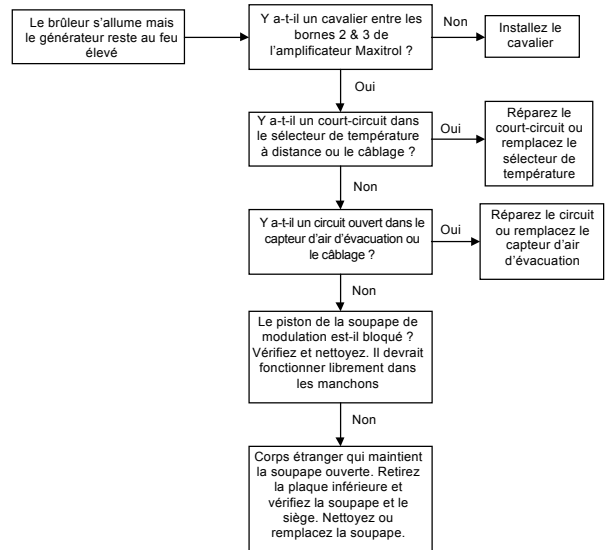 Le brûleur s'allume mais
le générateur reste au feu
élevé
Y a-t-il un cavalier entre les
bornes 2 & 3 de
l'amplificateur Maxitrol ?
Non
Installez le
cavalier
Oui
Y a-t-il un court-circuit dans
le sélecteur de température
à distance ou le câblage ?
Oui
Réparez le
court-circuit ou
remplacez le
sélecteur de
température
Non
Y a-t-il un circuit ouvert dans le
capteur d'air d'évacuation ou
le câblage ?
Oui
Réparez le circuit
ou remplacez le
capteur d'air
d'évacuation
Non
Le piston de la soupape de
modulation est-il bloqué ?
Vérifiez et nettoyez. Il devrait
fonctionner librement dans
les manchons
Non
Corps étranger qui maintient
la soupape ouverte. Retirez
la plaque inférieure et
vérifiez la soupape et le
siège. Nettoyez ou
remplacez la soupape.